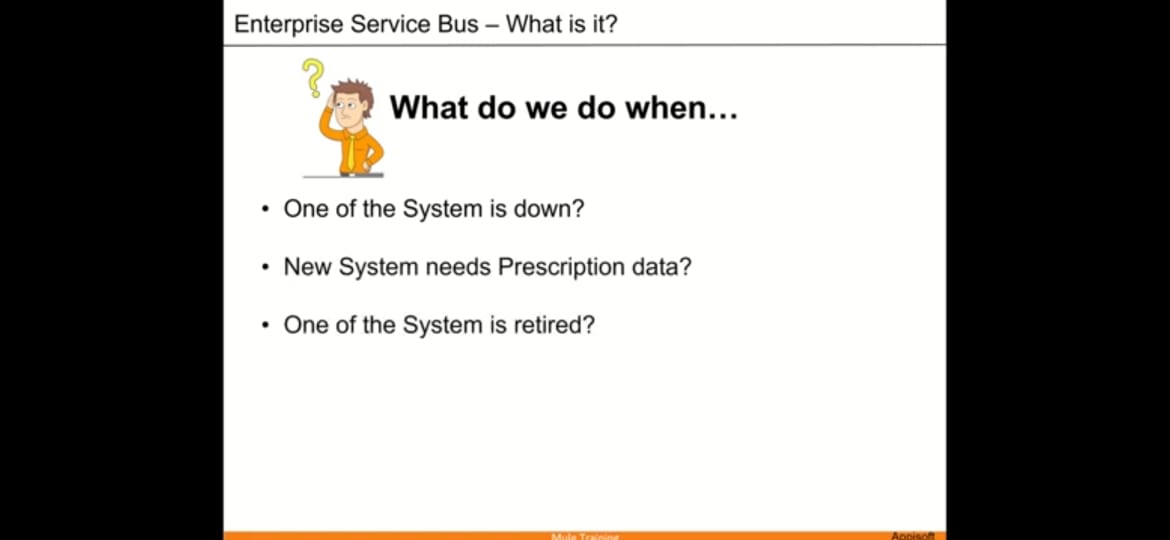 Enterprise Service Bus – What is it?
?
What do we do when...
• One of the System is down?
• New System needs Prescription data?
• One of the System is retired?
Mule Training
Appisoft